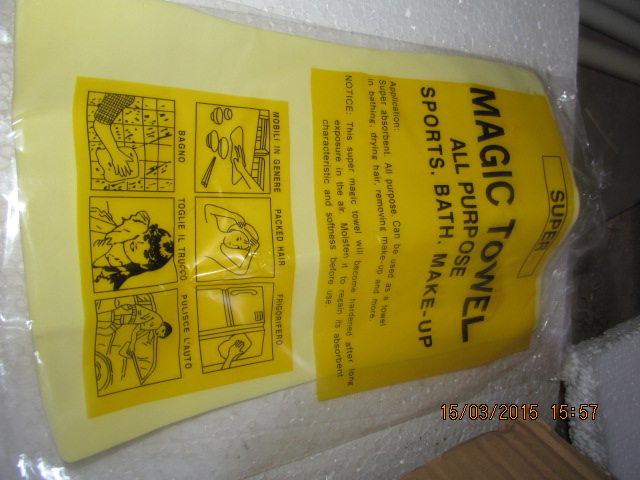 SUPER
MAGIC TOWEL
ALL PURPOSE
SPORTS. BATH. MAKE-UP
Application:
Super absorbent. All purpose. Can be used as a towel
in bathing, drying hair, removing make-up and more.
NOTICE: This super magic towel will become hardened after long
exposure in the air. Moisten it to regain its absorbent
characteristic and softness before use
MOBILI IN GENERE
PACKED HAIR
FRIGORIFERO
BAGNO
TOGLIE IL TRUCCO
PULISCE L'AUTO
15/03/2015 15:57